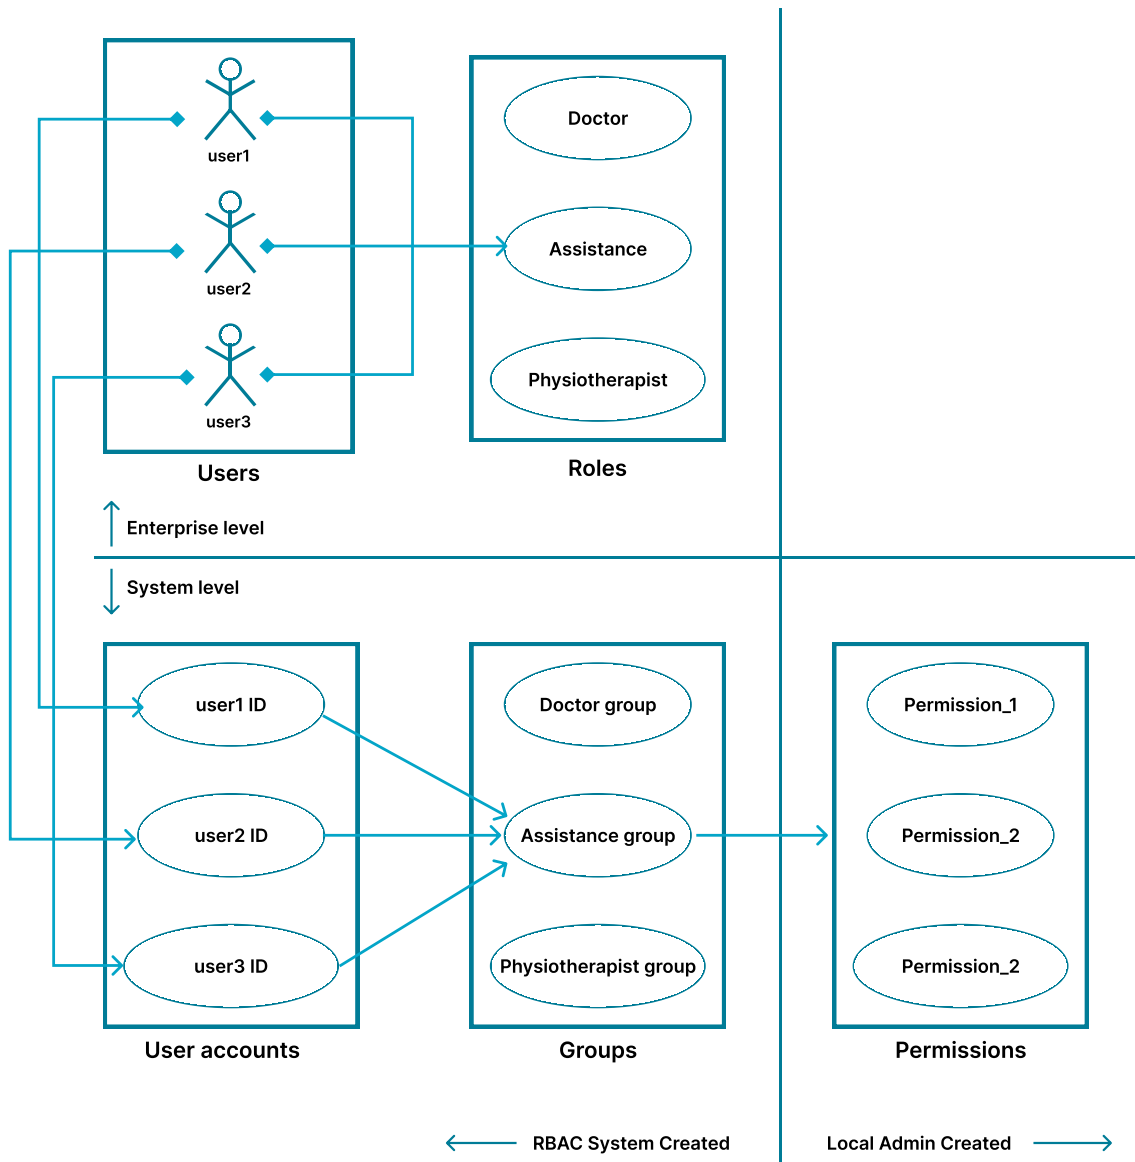 user1
user2
user3
Users
Doctor
Assistance
Physiotherapist
Roles
Enterprise level
System level
user1 ID
user2 ID
user3 ID
User accounts
Doctor group
Assistance group
Physiotherapist group
Groups
Permission_1
Permission_2
Permission_2
Permissions
RBAC System Created
Local Admin Created